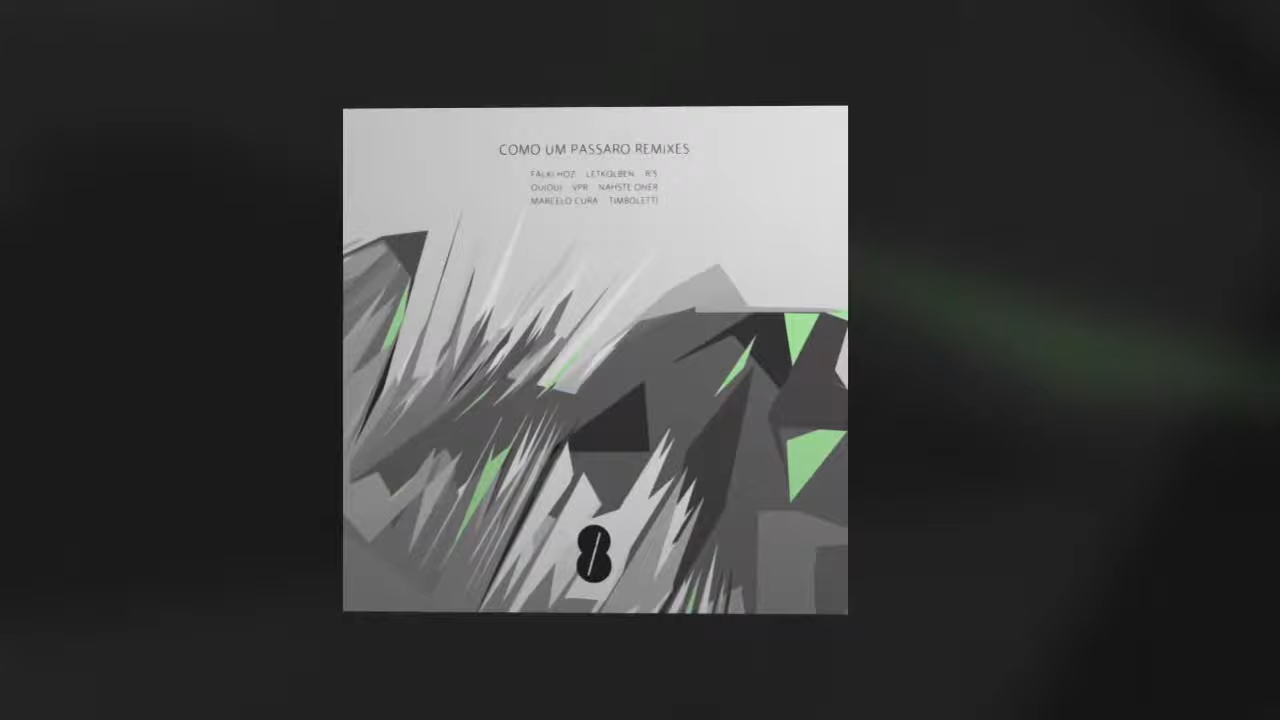 COMO UM PASSARO REMIXES
FALKI HOZ LETKOLBEN R'S
OUIOUI VPR NAHSTE ONER
MARCELO CURA TIMBOLETTI